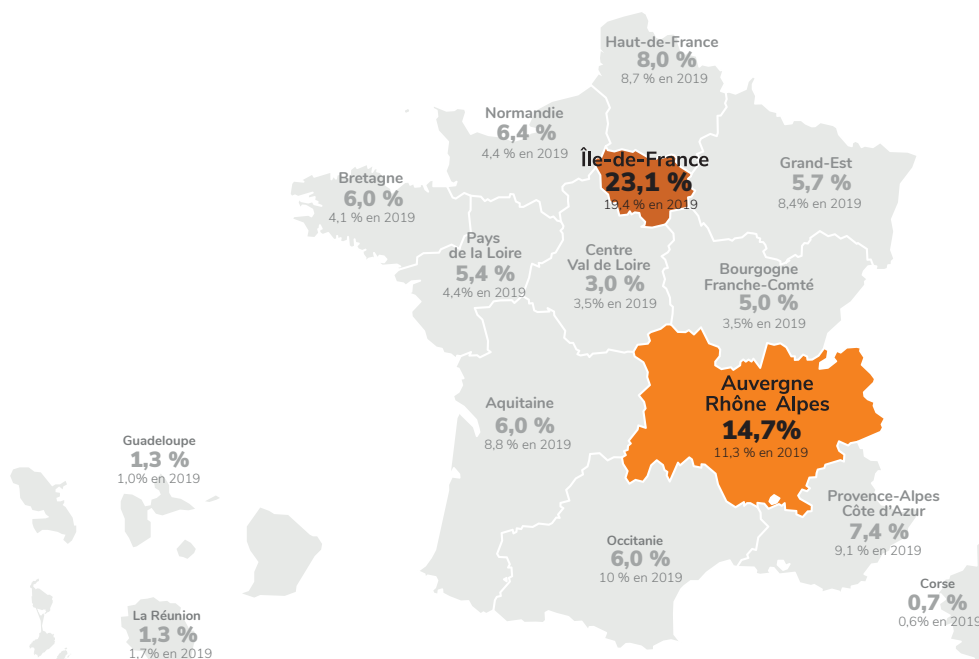 Haut-de-France
8,0 %
8,7 % en 2019
Normandie
6,4 %
4,4 % en 2019
Île-de-France
23,1 %
19,4 % en 2019
Grand-Est
5,7 %
8,4% en 2019
Bretagne
6,0 %
4,1 % en 2019
Pays
de la Loire
5,4 %
4,4% en 2019
Centre
Val de Loire
3,0 %
3,5% en 2019
Bourgogne
Franche-Comté
5,0 %
3,5% en 2019
Auvergne
Rhône Alpes
14,7%
11,3 % en 2019
Aquitaine
6,0 %
8,8 % en 2019
Guadeloupe
1,3 %
1,0% en 2019
Provence-Alpes
Côte d'Azur
7,4 %
9,1 % en 2019
Occitanie
6,0 %
10 % en 2019
Corse
0,7 %
0,6% en 2019
La Réunion
1,3 %
1,7% en 2019